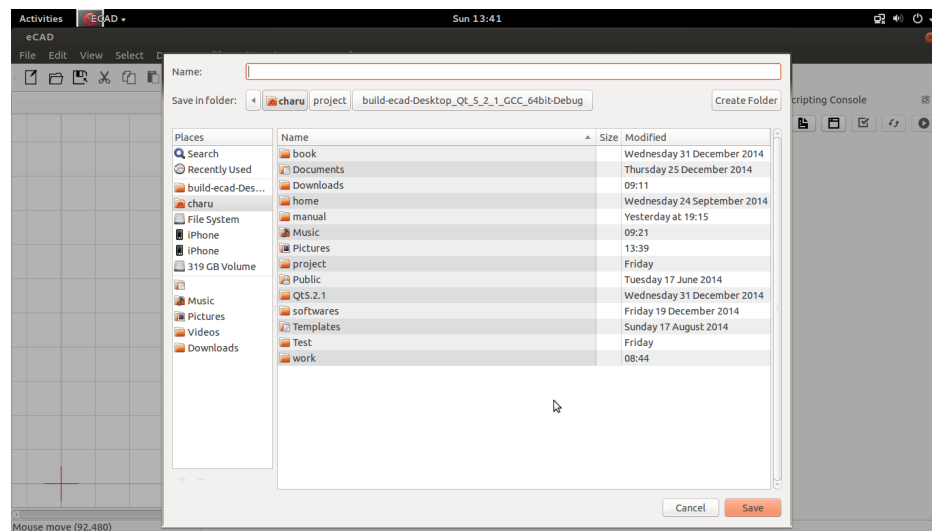 Activities eCAD Sun 13:41
eCAD
File Edit View Select
Name:
Save in folder: charu project build-ecad-Desktop_Qt_5_2_1_GCC_64bit-Debug Create Folder
cripting Console
Places Name Size Modified
Search book Wednesday 31 December 2014
Recently Used Documents Thursday 25 December 2014
build-ecad-Des... Downloads 09:11
charu home Wednesday 24 September 2014
File System manual Yesterday at 19:15
iPhone Music 09:21
iPhone Pictures 13:39
319 GB Volume project Friday
Public Tuesday 17 June 2014
Music Qt5.2.1 Wednesday 31 December 2014
Pictures softwares Friday 19 December 2014
Videos Templates Sunday 17 August 2014
Downloads Test Friday
work 08:44
Cancel Save
Mouse move (92,480)